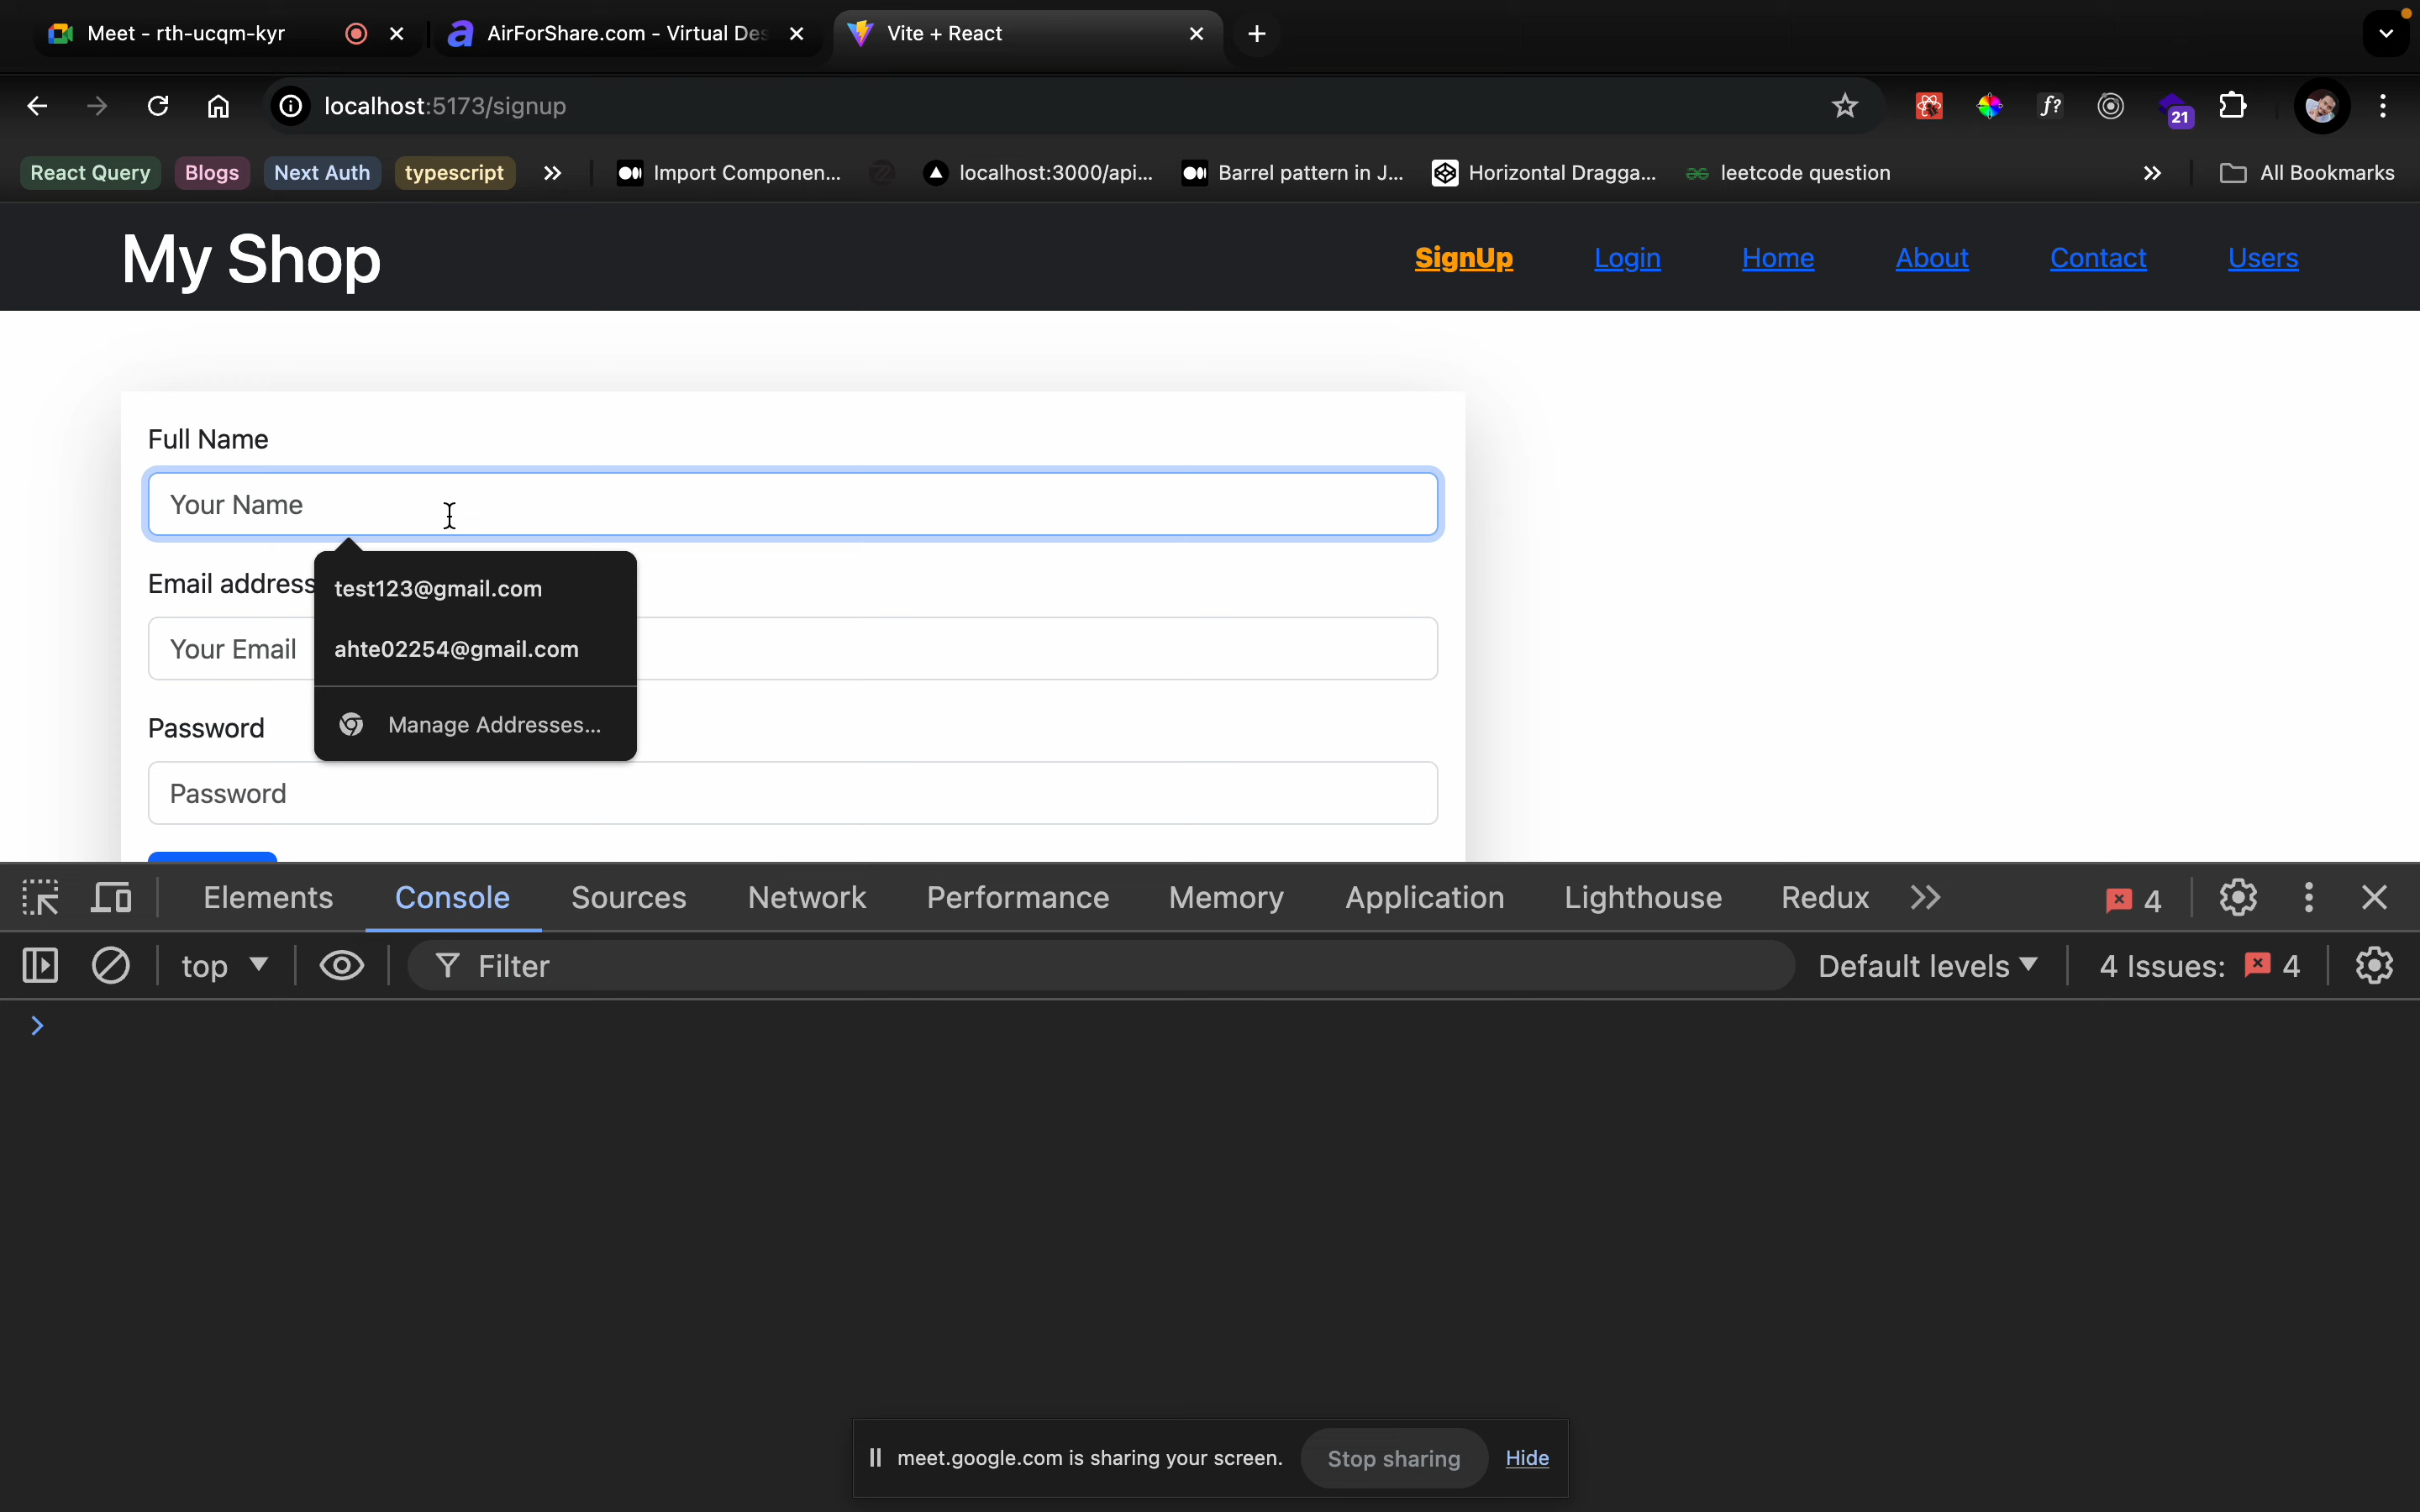 Meet - rth-ucqm-kyr
AirForShare.com - Virtual Des
Vite + React
localhost:5173/signup
f?
21
React Query
Blogs
Next Auth
typescript
Import Componen...
localhost:3000/api...
Barrel pattern in J...
Horizontal Dragga...
leetcode question
All Bookmarks
My Shop
SignUp
Login
Home
About
Contact
Users
Full Name
Your Name
Email address
Your Email
test123@gmail.com
ahte02254@gmail.com
Manage Addresses...
Password
Password
Elements
Console
Sources
Network
Performance
Memory
Application
Lighthouse
Redux
4
top
Filter
Default levels
4 Issues:
4
meet.google.com is sharing your screen.
Stop sharing
Hide